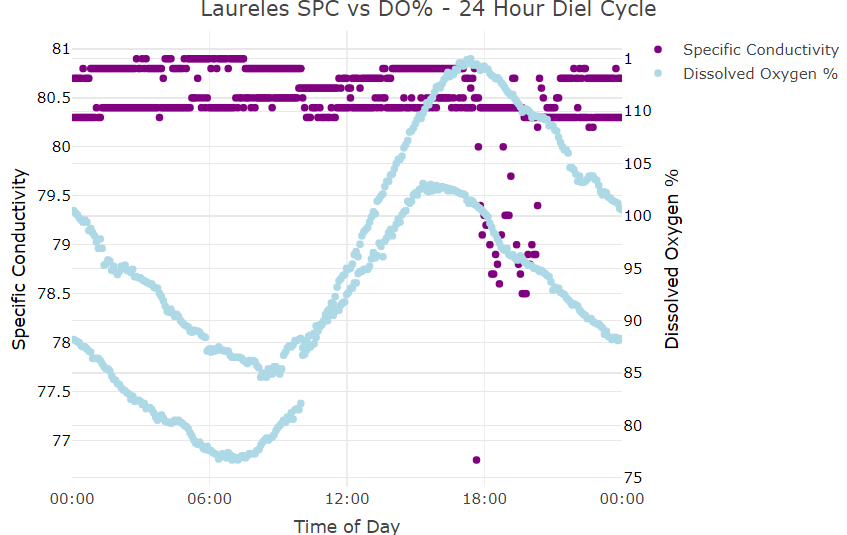 Laureles SPC vs DO% - 24 Hour Diel Cycle
Specific Conductivity
Dissolved Oxygen %
81
80.5
80
79.5
79
78.5
78
77.5
77
Specific Conductivity
1
110
105
100
95
90
85
80
75
Dissolved Oxygen %
00:00 06:00 12:00 18:00 00:00
Time of Day